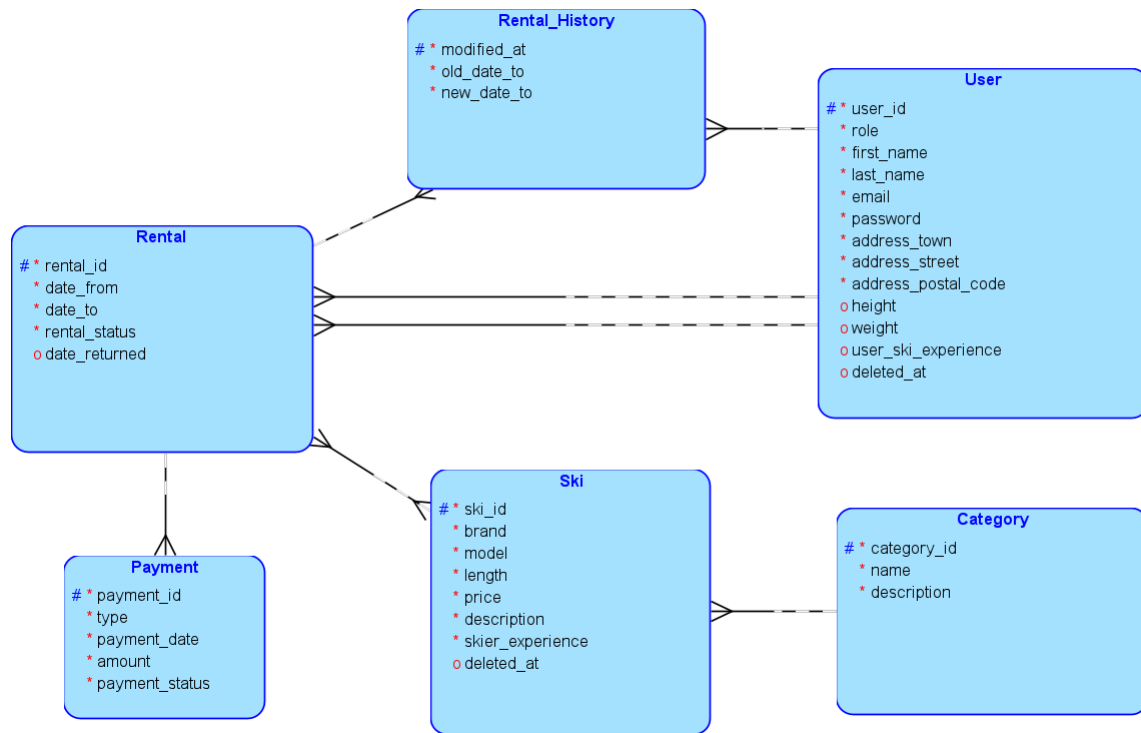 Rental_History
# * modified_at
* old_date_to
* new_date_to
User
# * user_id
* role
* first_name
* last_name
* email
* password
* address_town
* address_street
* address_postal_code
o height
o weight
o user_ski_experience
o deleted_at
Rental
# * rental_id
* date_from
* date_to
* rental_status
o date_returned
Ski
# * ski_id
* brand
* model
* length
* price
* description
* skier_experience
o deleted_at
Category
# * category_id
* name
* description
Payment
# * payment_id
* type
* payment_date
* amount
* payment_status